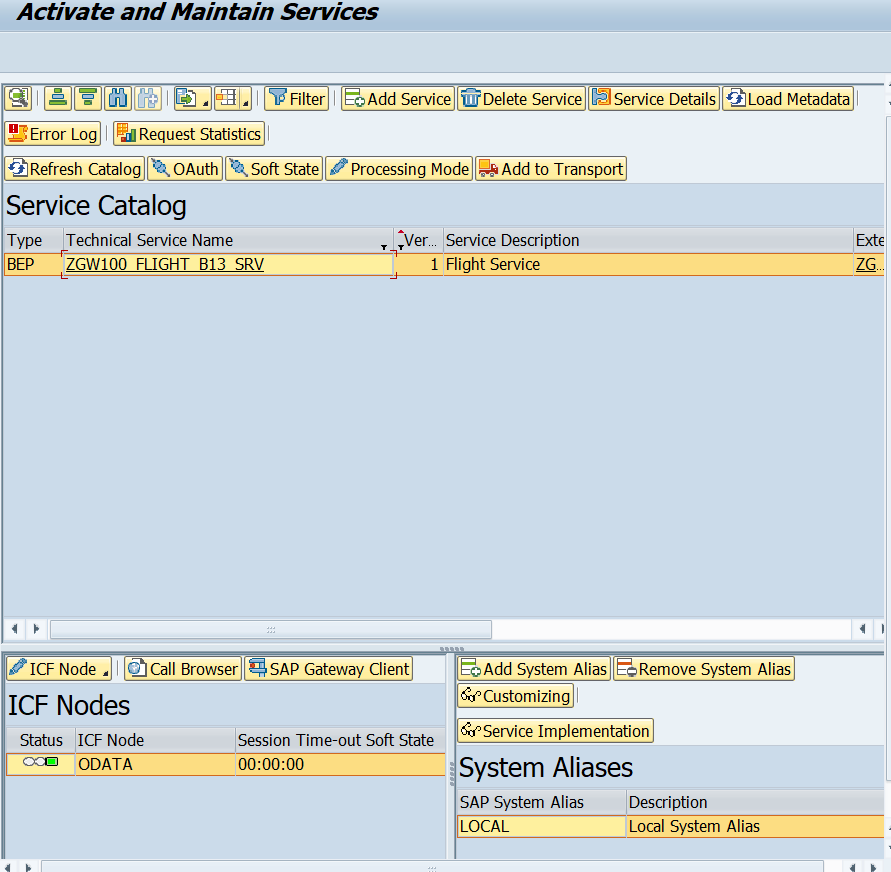 Activate and Maintain Services
Filter Add Service Delete Service Service Details Load Metadata
Error Log Request Statistics
Refresh Catalog OAuth Soft State Processing Mode Add to Transport
Service Catalog
Type Technical Service Name Ver... Service Description Exte
BEP ZGW100_FLIGHT_B13_SRV 1 Flight Service ZG...
ICF Node Call Browser SAP Gateway Client
ICF Nodes
Status ICF Node Session Time-out Soft State
ODATA 00:00:00
Add System Alias Remove System Alias
Customizing
Service Implementation
System Aliases
SAP System Alias Description
LOCAL Local System Alias